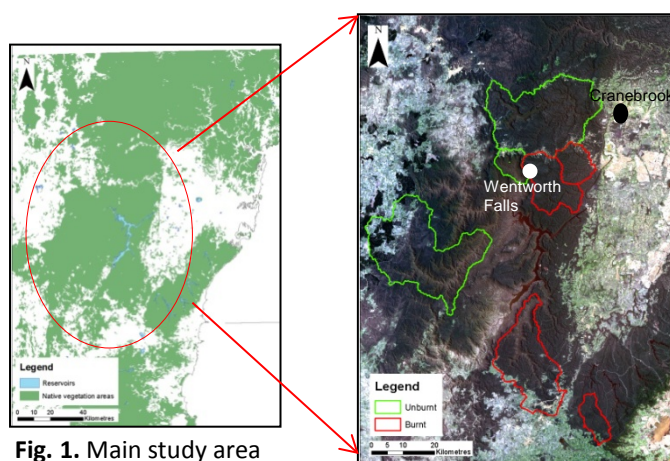 N
Legend
Reservoirs
Native vegetation areas
0 10 20 40
Kilometres
Fig. 1. Main study area
N
Cranebrook
Wentworth
Falls
Legend
Unburnt
Burnt
0 5 10 20
Kilometres